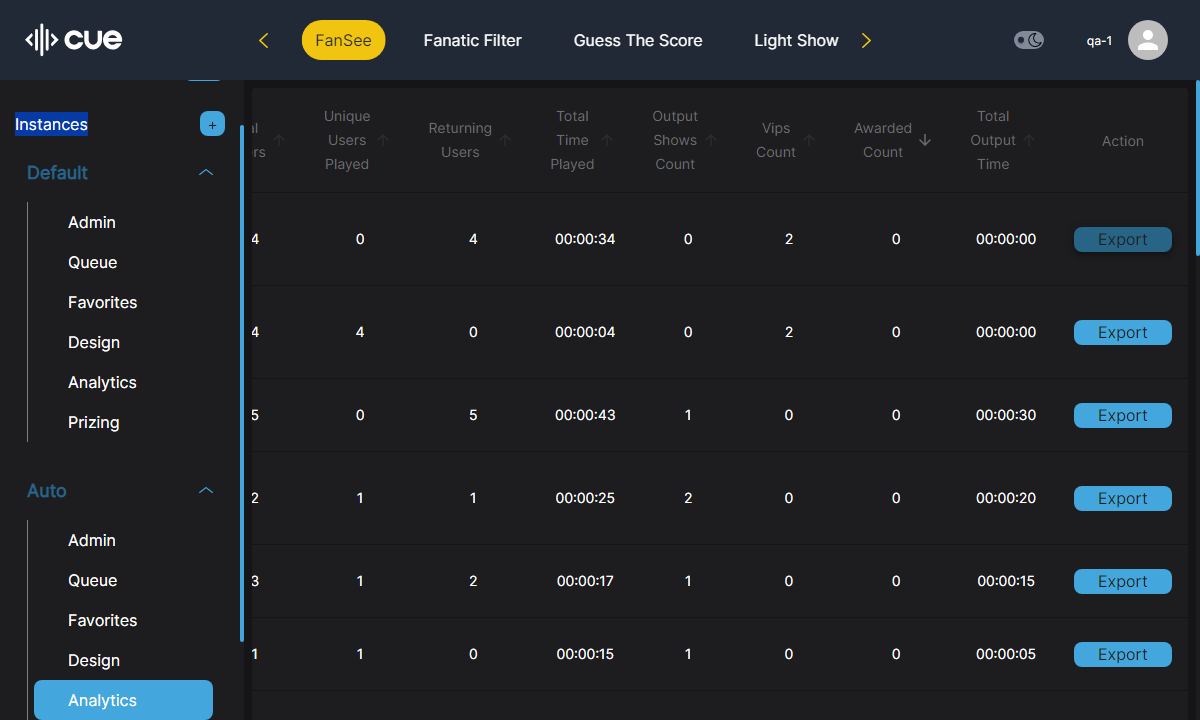 cue
FanSee
Fanatic Filter
Guess The Score
Light Show
qa-1
Instances
+
Default
Admin
Queue
Favorites
Design
Analytics
Prizing
Auto
Admin
Queue
Favorites
Design
Analytics
Unique
Users
Played
Returning
Users
Total
Time
Played
Output
Shows
Count
Vips
Count
Awarded
Count
Total
Output
Time
Action
4 0 4 00:00:34 0 2 0 00:00:00 Export
4 4 0 00:00:04 0 2 0 00:00:00 Export
5 0 5 00:00:43 1 0 0 00:00:30 Export
2 1 1 00:00:25 2 0 0 00:00:20 Export
3 1 2 00:00:17 1 0 0 00:00:15 Export
1 1 0 00:00:15 1 0 0 00:00:05 Export